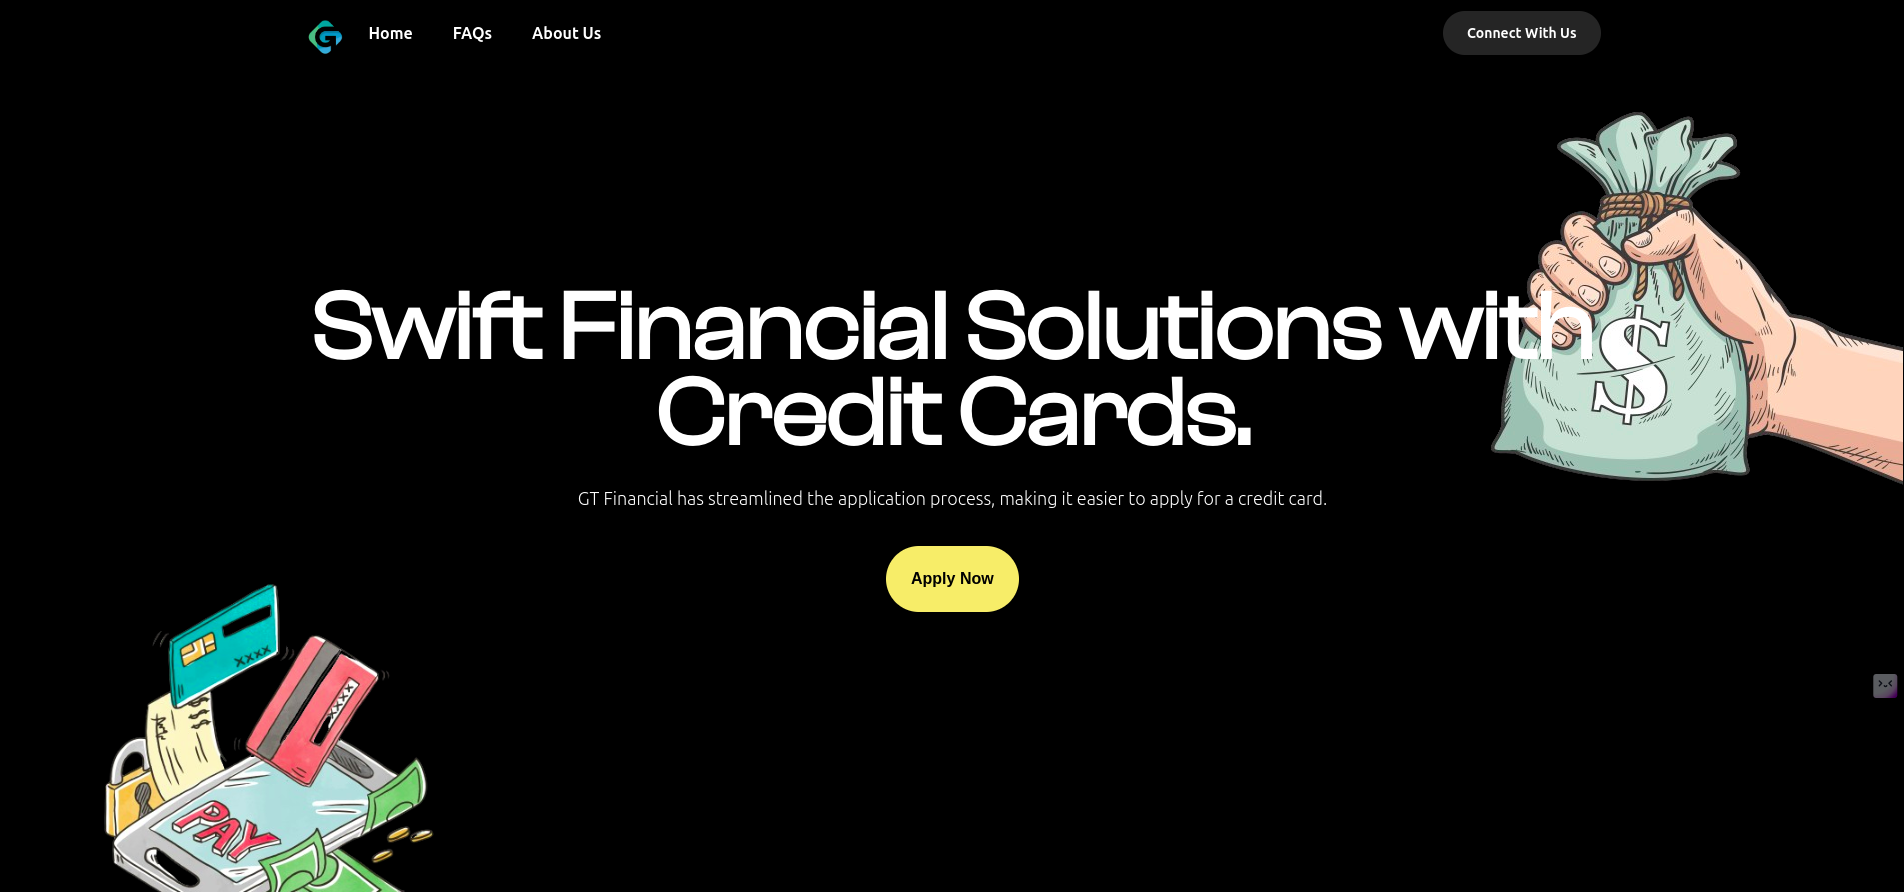 Home FAQs About Us Connect With Us
Swift Financial Solutions with
Credit Cards.
GT Financial has streamlined the application process, making it easier to apply for a credit card.
Apply Now
$
XXXX
XXXX
PAY